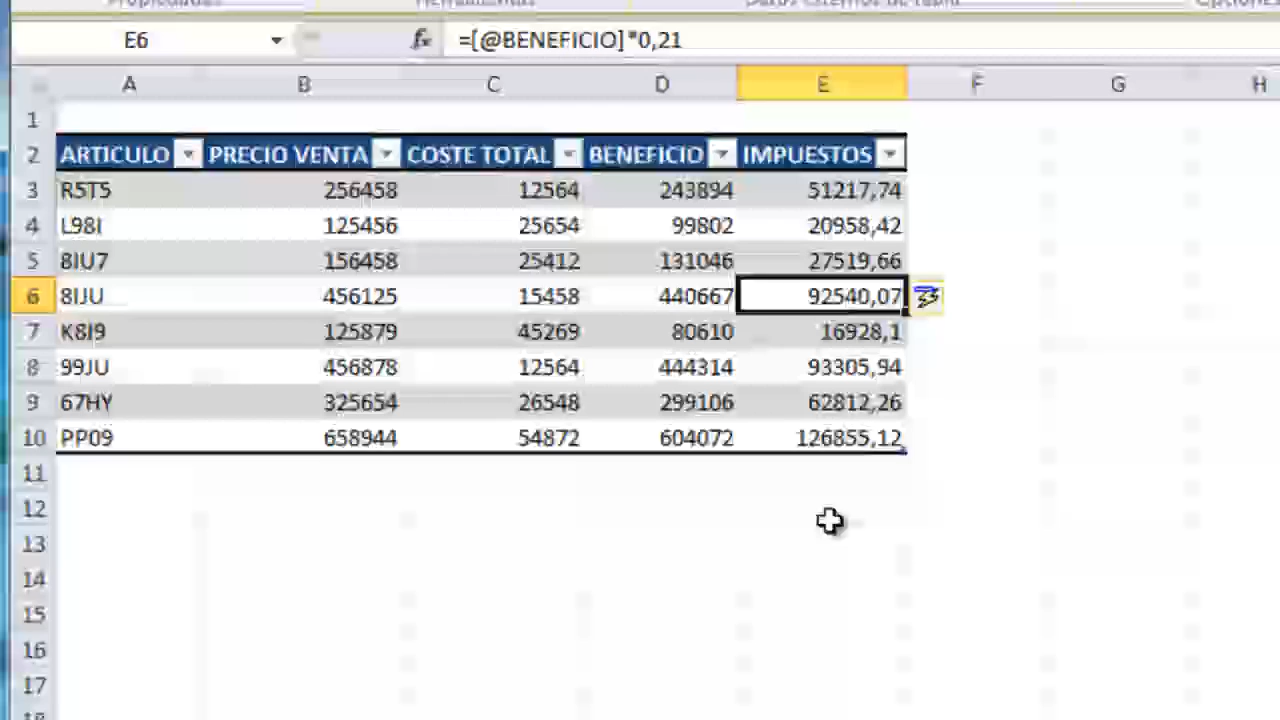 E6 fx =[@BENEFICIO]*0,21
A B C D E F G H
1
2 ARTICULO PRECIO VENTA COSTE TOTAL BENEFICIO IMPUESTOS
3 R5T5 256458 12564 243894 51217,74
4 L98I 125456 25654 99802 20958,42
5 8IU7 156458 25412 131046 27519,66
6 8IJU 456125 15458 440667 92540,07
7 K8I9 125879 45269 80610 16928,1
8 99JU 456878 12564 444314 93305,94
9 67HY 325654 26548 299106 62812,26
10 PP09 658944 54872 604072 126855,12
11
12
13
14
15
16
17
18